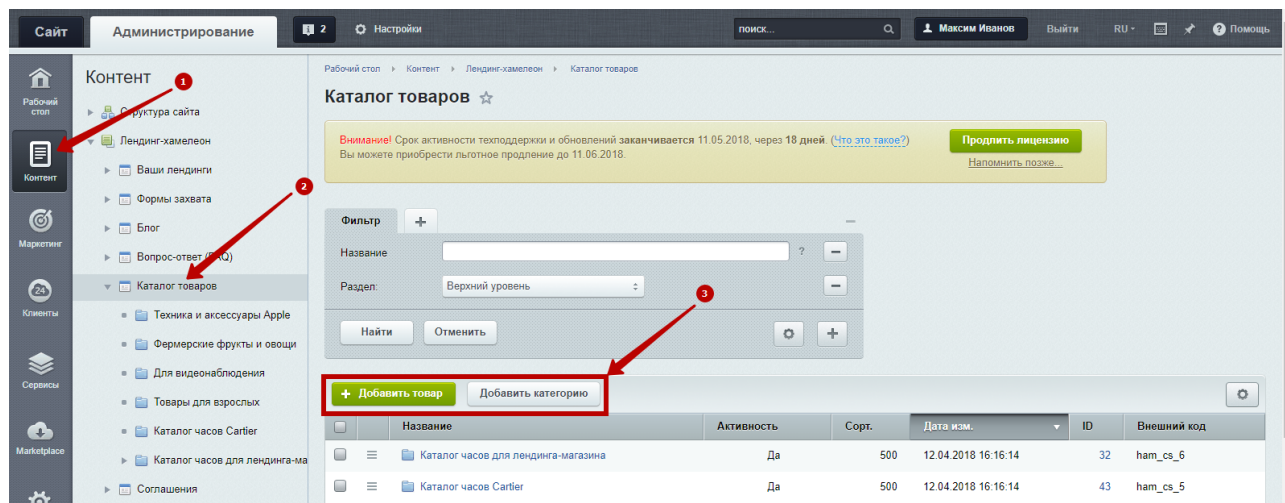 Сайт
Администрирование
2
Настройки
поиск...
Максим Иванов
Выйти
RU
? Помощь
Рабочий
стол
Контент
Маркетинг
24
Клиенты
Сервисы
Marketplace
Контент
1
Структура сайта
Лендинг-хамелеон
Ваши лендинги
2
Формы захвата
Блог
Вопрос-ответ (FAQ)
Каталог товаров
Техника и аксессуары Apple
Фермерские фрукты и овощи
Для видеонаблюдения
Товары для взрослых
Каталог часов Cartier
Каталог часов для лендинга-ма
Соглашения
Рабочий стол Контент Лендинг-хамелеон Каталог товаров
Каталог товаров
Внимание! Срок активности техподдержки и обновлений заканчивается 11.05.2018, через 18 дней. (Что это такое?)
Вы можете приобрести льготное продление до 11.06.2018.
Продлить лицензию
Напомнить позже...
Фильтр +
Название ?
Раздел: Верхний уровень
3
Найти Отменить
+ Добавить товар Добавить категорию
Название Активность Сорт. Дата изм. ID Внешний код
Каталог часов для лендинга-магазина Да 500 12.04.2018 16:16:14 32 ham_cs_6
Каталог часов Cartier Да 500 12.04.2018 16:16:14 43 ham_cs_5